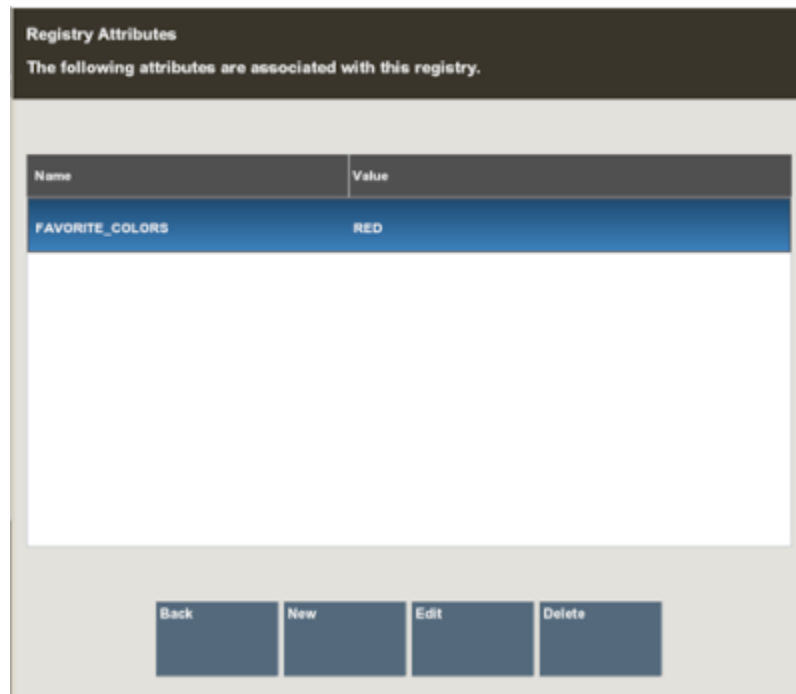 Registry Attributes
The following attributes are associated with this registry.
Name Value
FAVORITE_COLORS RED
Back New Edit Delete